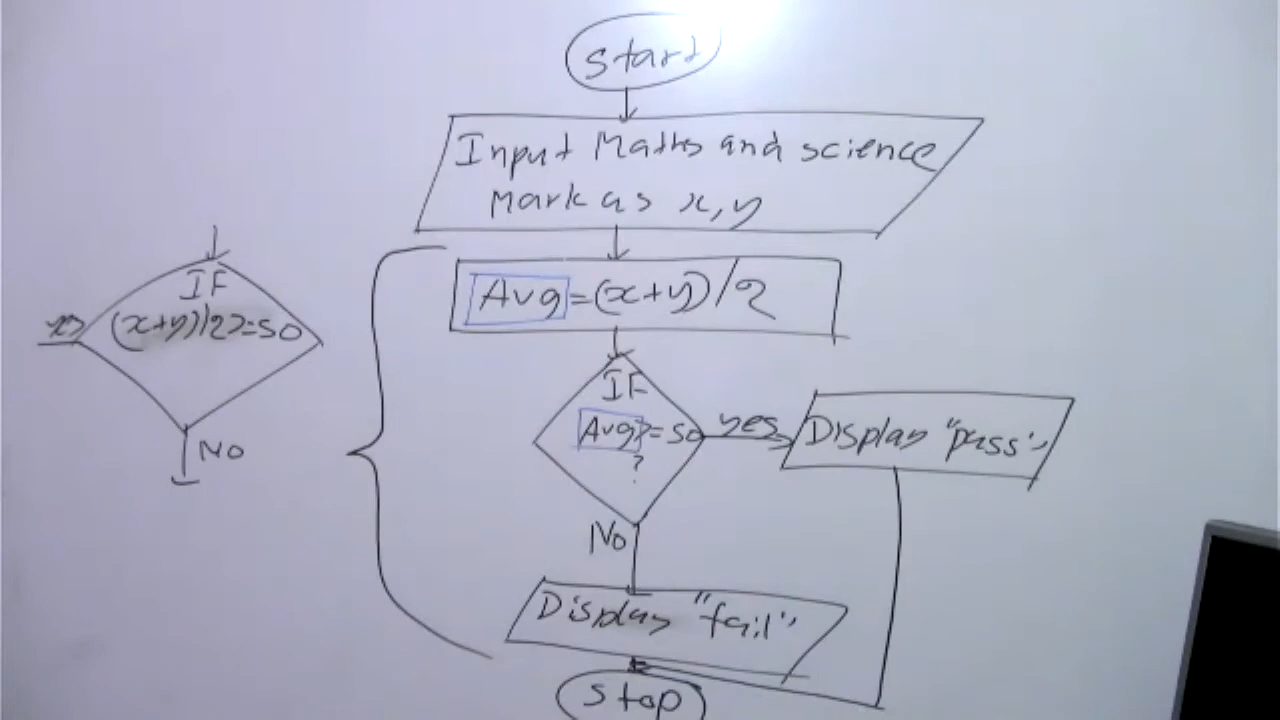 Start
Input Maths and science
Mark as x, y
Avg = (x+y)/2
IF
Avg >= 50
?
yes
Display "pass"
No
Display "fail"
Stop
IF
(x+y)/2 >= 50
yes
No